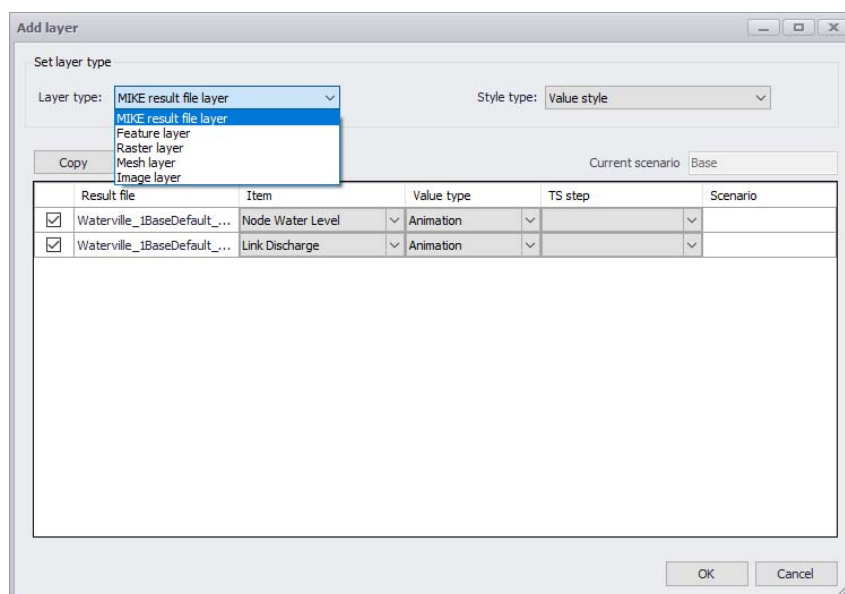 Add layer
Set layer type
Layer type: MIKE result file layer Style type: Value style
MIKE result file layer
Feature layer
Raster layer
Mesh layer
Image layer
Copy Current scenario Base
Result file Item Value type TS step Scenario
Waterville_1BaseDefault_... Node Water Level Animation
Waterville_1BaseDefault_... Link Discharge Animation
OK Cancel